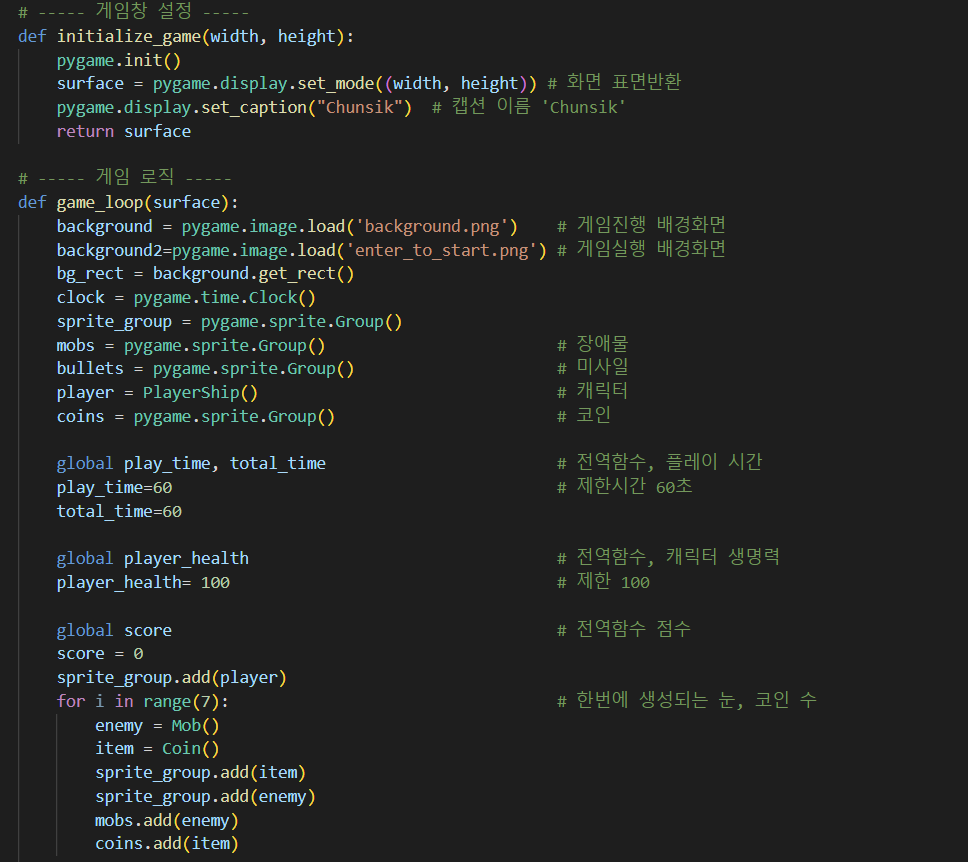 # ----- 게임창 설정 -----
def initialize_game(width, height):
    pygame.init()
    surface = pygame.display.set_mode((width, height)) # 화면 표면반환
    pygame.display.set_caption("Chunsik")  # 캡션 이름 'Chunsik'
    return surface

# ----- 게임 로직 -----
def game_loop(surface):
    background = pygame.image.load('background.png')    # 게임진행 배경화면
    background2=pygame.image.load('enter_to_start.png') # 게임실행 배경화면
    bg_rect = background.get_rect()
    clock = pygame.time.Clock()
    sprite_group = pygame.sprite.Group()
    mobs = pygame.sprite.Group()                        # 장애물
    bullets = pygame.sprite.Group()                     # 미사일
    player = PlayerShip()                               # 캐릭터
    coins = pygame.sprite.Group()                       # 코인

    global play_time, total_time                        # 전역함수, 플레이 시간
    play_time=60                                        # 제한시간 60초
    total_time=60

    global player_health                                # 전역함수, 캐릭터 생명력
    player_health= 100                                  # 제한 100

    global score                                        # 전역함수 점수
    score = 0
    sprite_group.add(player)
    for i in range(7):                                  # 한번에 생성되는 눈, 코인 수
        enemy = Mob()
        item = Coin()
        sprite_group.add(item)
        sprite_group.add(enemy)
        mobs.add(enemy)
        coins.add(item)